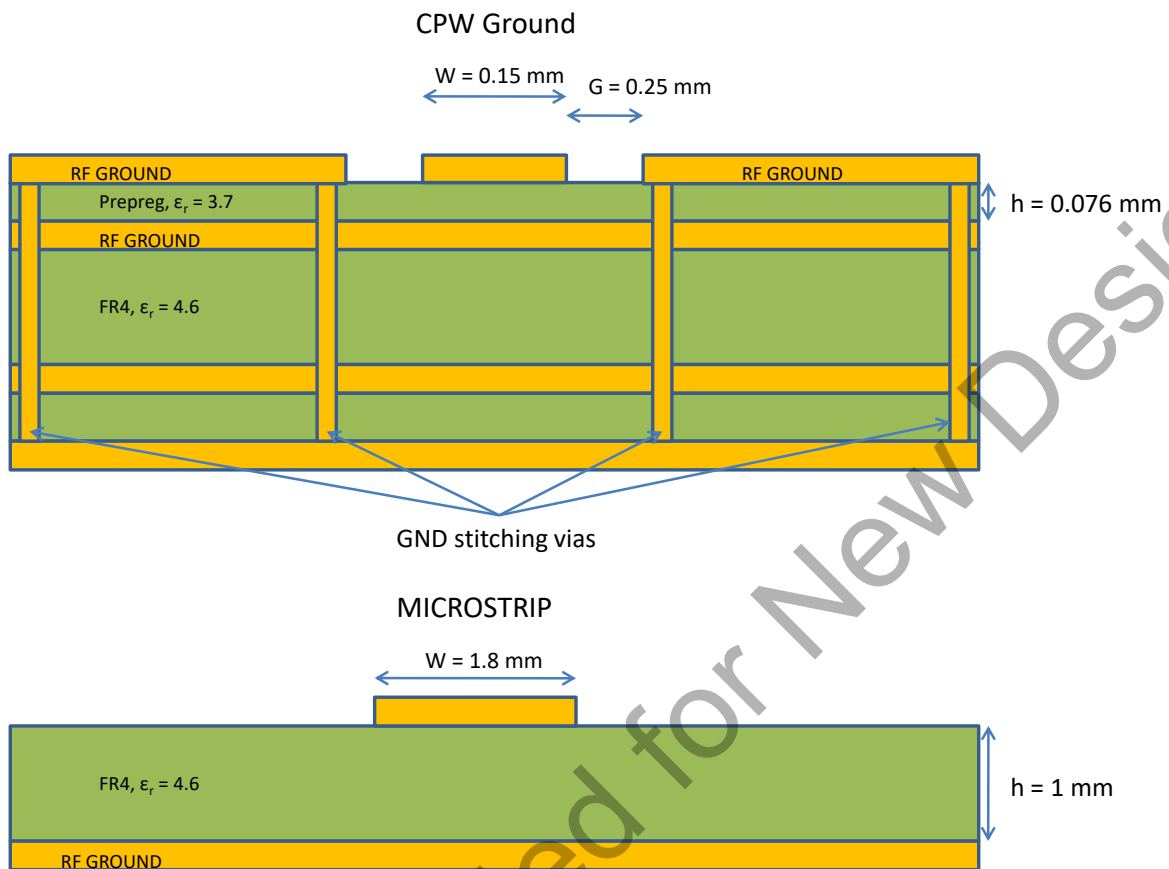 CPW Ground
W = 0.15 mm
G = 0.25 mm
RF GROUND
RF GROUND
Prepreg, εr = 3.7
h = 0.076 mm
RF GROUND
FR4, εr = 4.6
GND stitching vias
MICROSTRIP
W = 1.8 mm
FR4, εr = 4.6
h = 1 mm
RF GROUND
for New